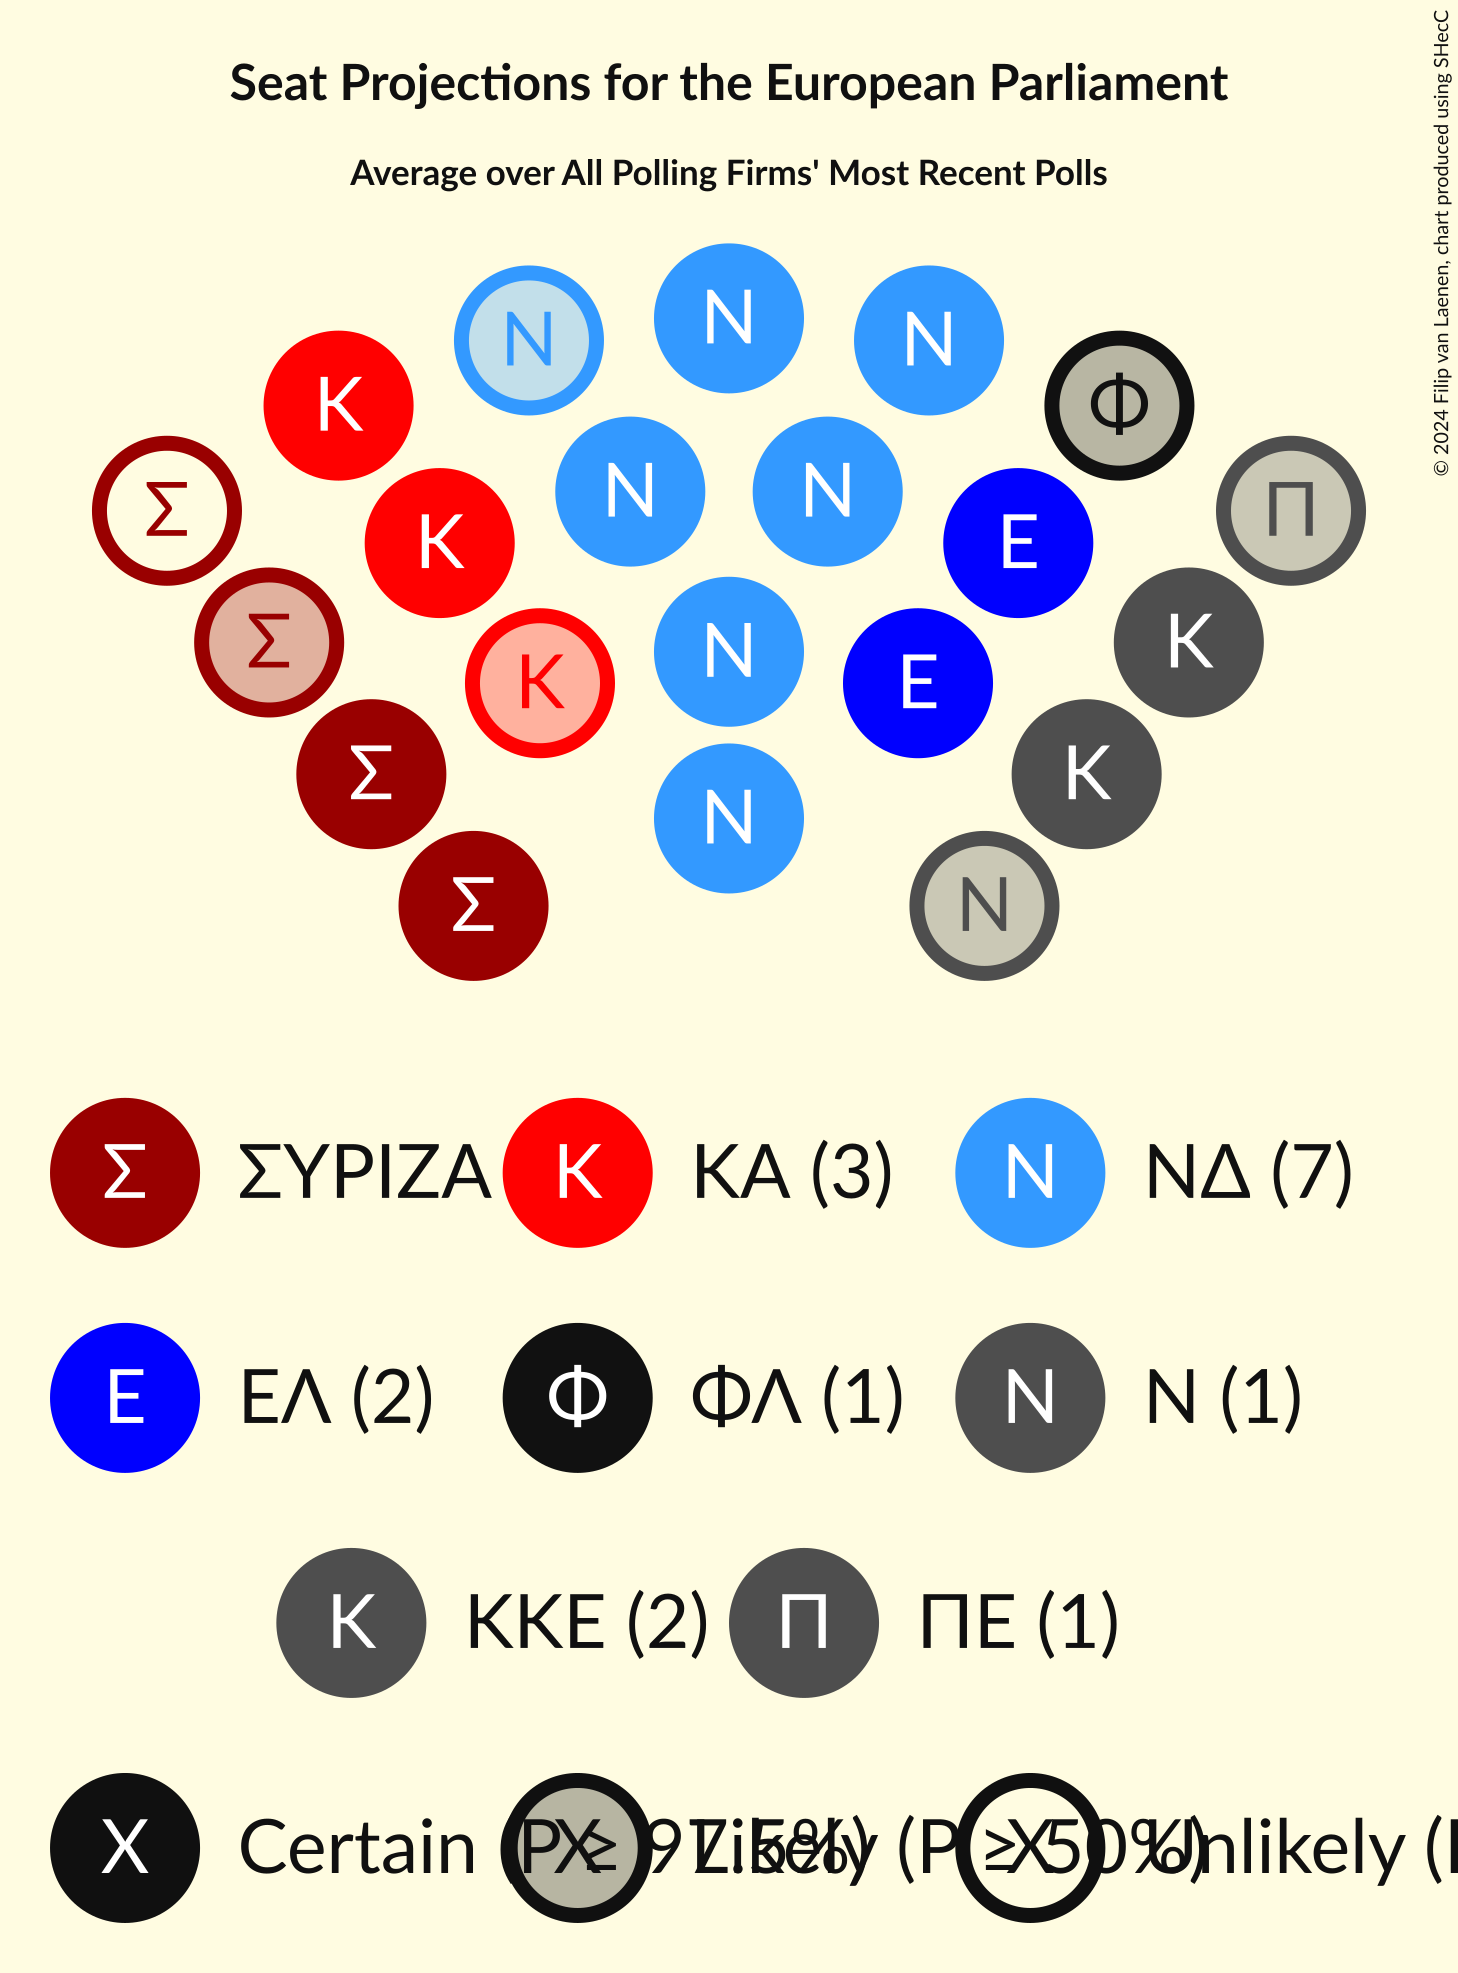 Seat Projections for the European Parliament
Average over All Polling Firms' Most Recent Polls
© 2024 Filip van Laenen, chart produced using SHecC
Ν Ν Ν
Κ Φ
Σ Ν Ν Π
Κ Ε
Σ Κ Ν Ε Κ
Σ Ν Κ
Σ Ν
Σ ΣΥΡΙΖΑ Κ ΚΑ (3) Ν ΝΔ (7)
Ε ΕΛ (2) Φ ΦΛ (1) Ν Ν (1)
Κ ΚΚΕ (2) Π ΠΕ (1)
X Certain (P ≥ 97.5%) X Likely (P ≥ 50%) X Unlikely